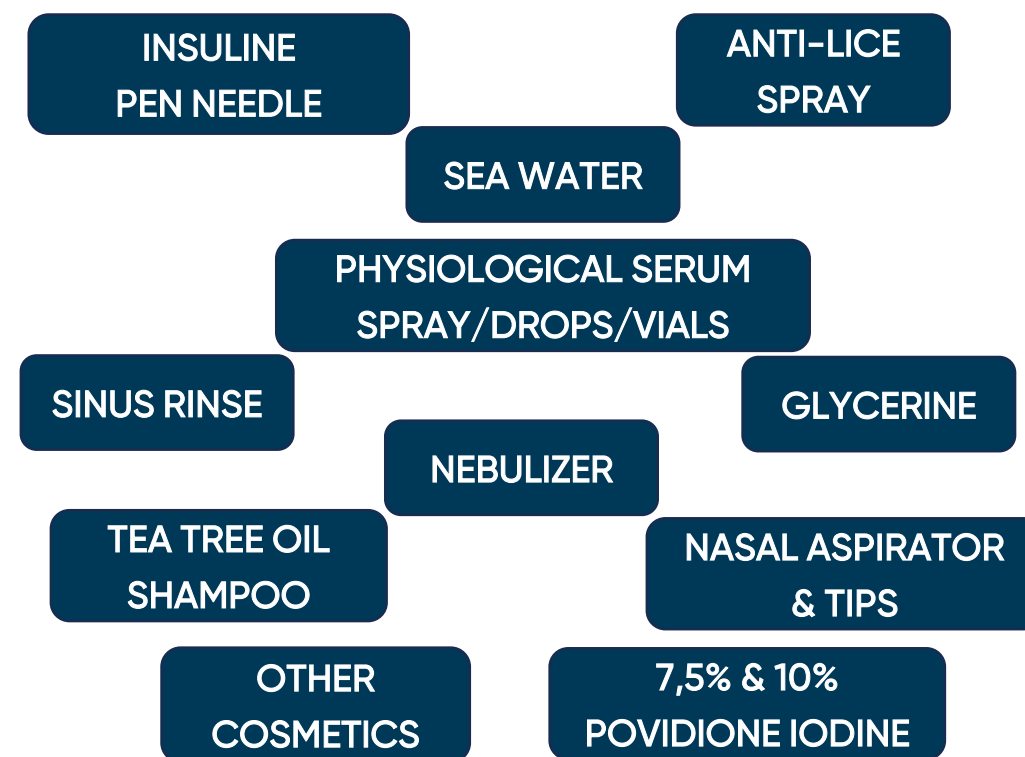 INSULINE
PEN NEEDLE
ANTI-LICE
SPRAY
SEA WATER
PHYSIOLOGICAL SERUM
SPRAY/DROPS/VIALS
SINUS RINSE
GLYCERINE
NEBULIZER
TEA TREE OIL
SHAMPOO
NASAL ASPIRATOR
& TIPS
OTHER
COSMETICS
7,5% & 10%
POVIDIONE IODINE